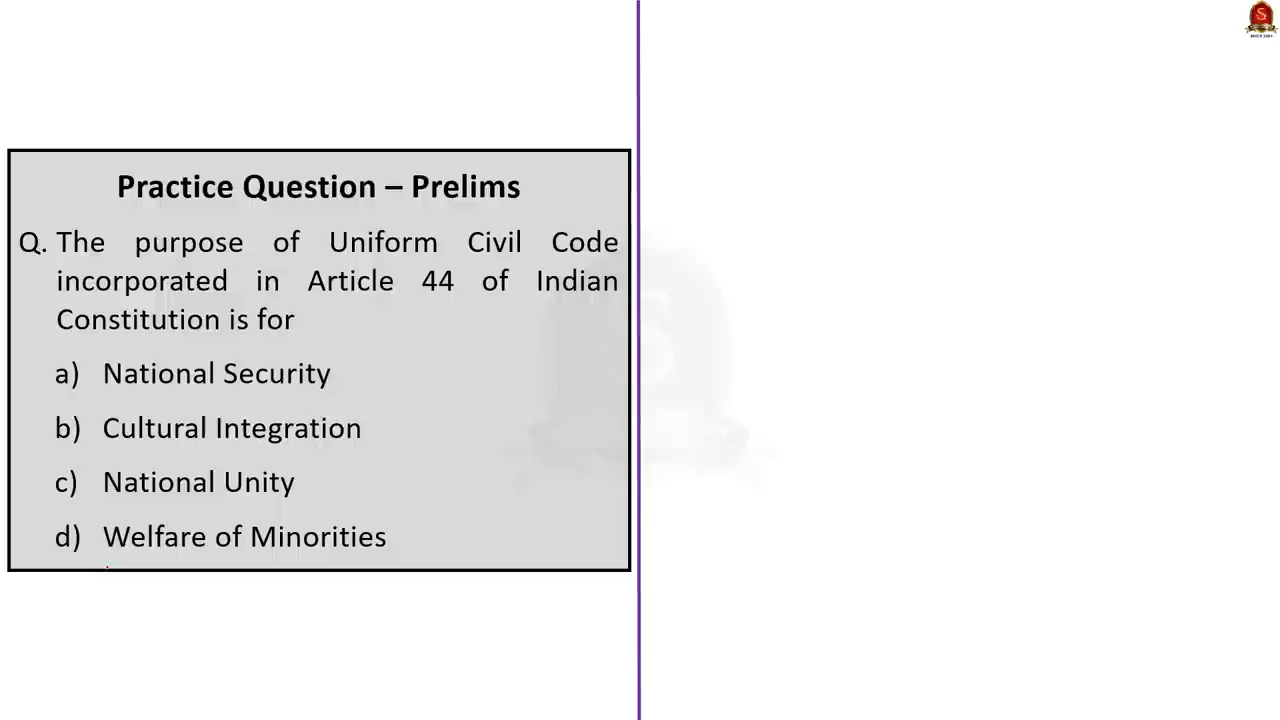 Practice Question – Prelims
Q. The purpose of Uniform Civil Code
incorporated in Article 44 of Indian
Constitution is for
a) National Security
b) Cultural Integration
c) National Unity
d) Welfare of Minorities
S